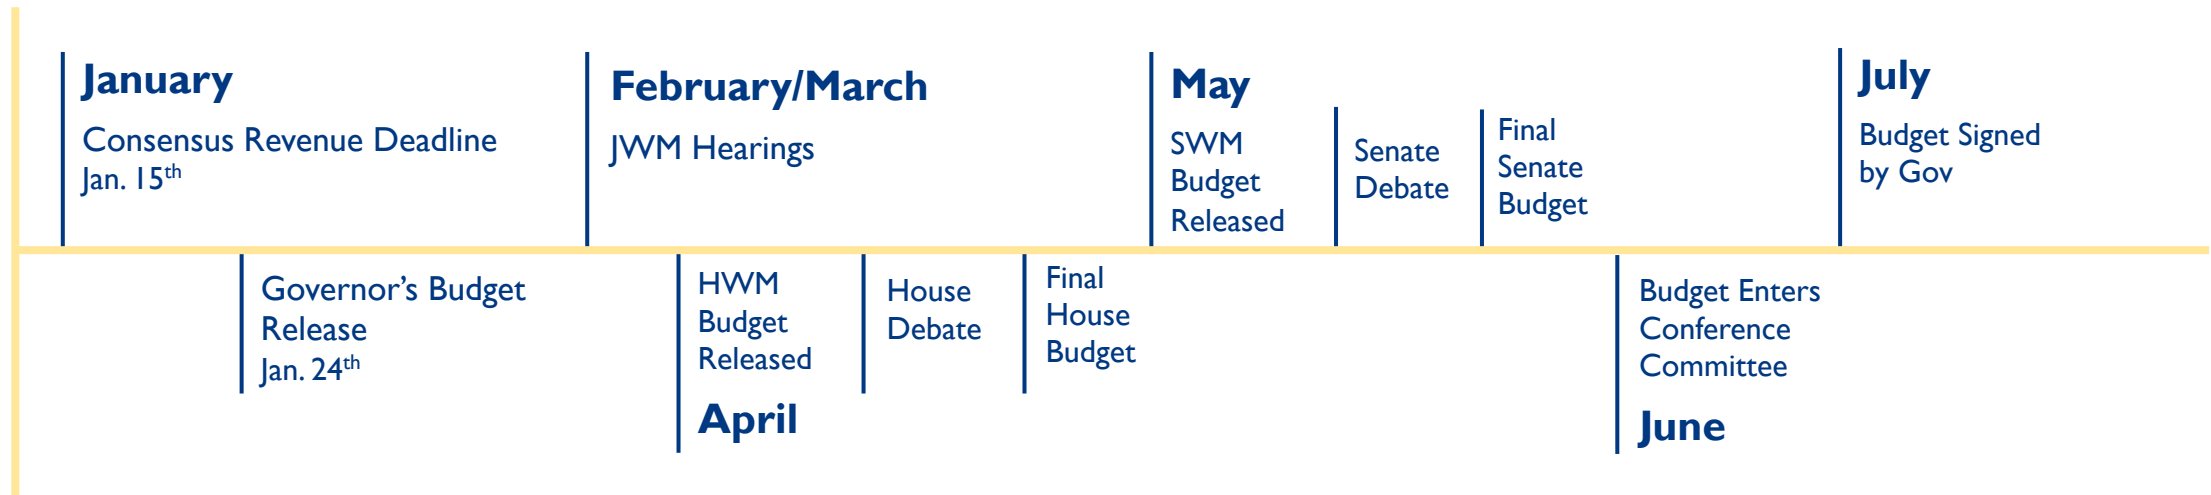 January
Consensus Revenue Deadline
Jan. 15th
Governor’s Budget
Release
Jan. 24th
February/March
JWM Hearings
HWM
Budget
Released
April
House
Debate
Final
House
Budget
May
SWM
Budget
Released
Senate
Debate
Final
Senate
Budget
Budget Enters
Conference
Committee
June
July
Budget Signed
by Gov